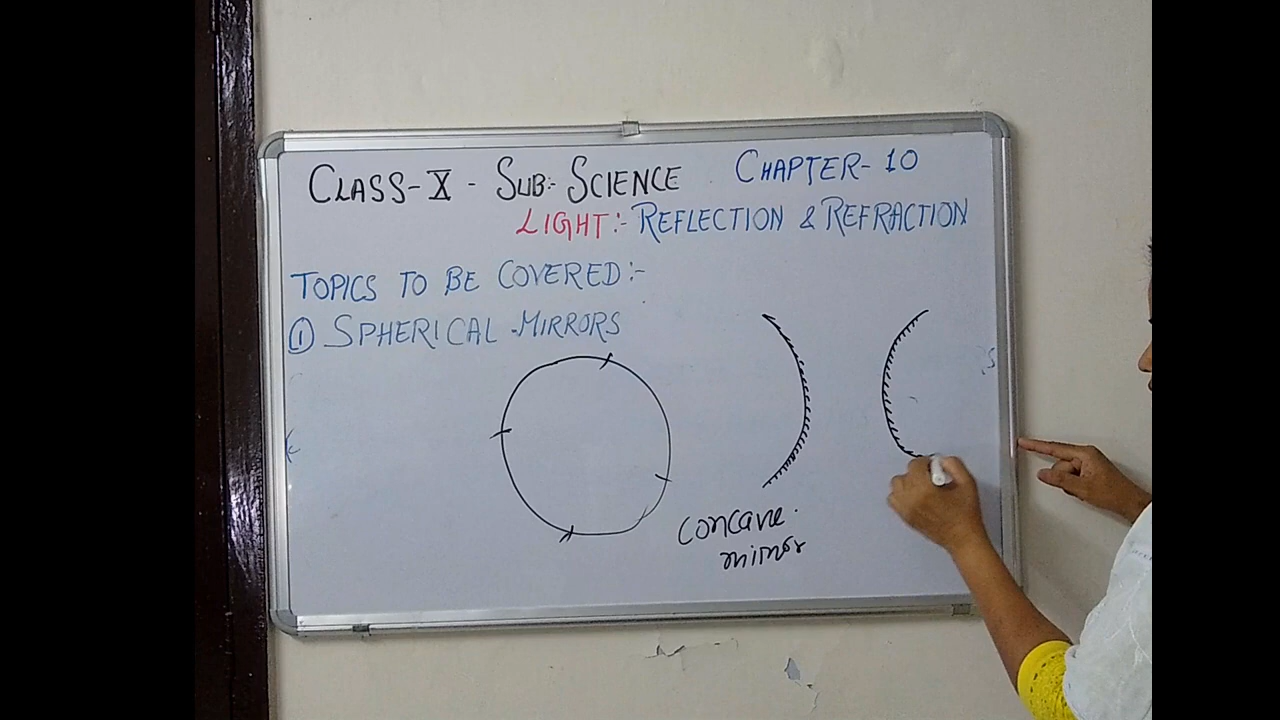 CLASS-X - SUB:- SCIENCE CHAPTER-10
LIGHT:- REFLECTION & REFRACTION
TOPICS TO BE COVERED:-
① SPHERICAL MIRRORS
concave
mirror